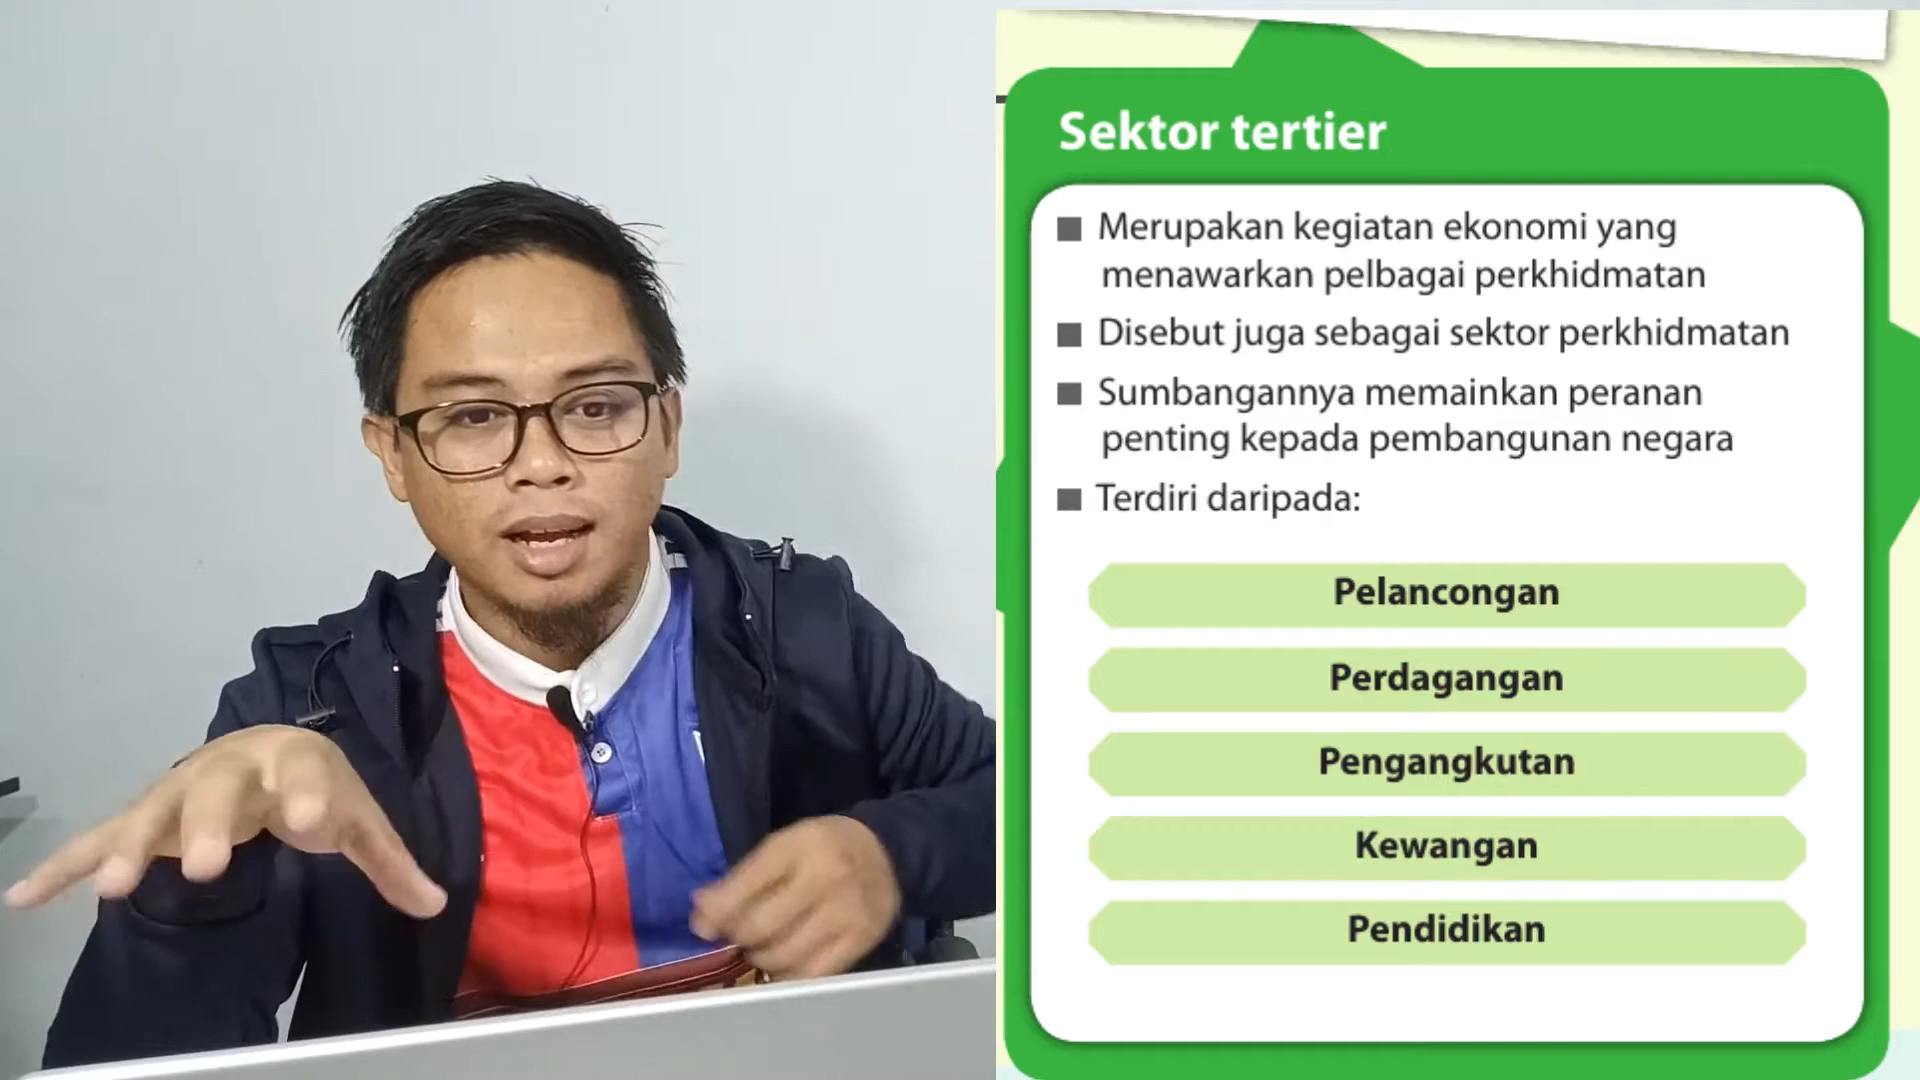 Sektor tertier
Merupakan kegiatan ekonomi yang
menawarkan pelbagai perkhidmatan
Disebut juga sebagai sektor perkhidmatan
Sumbangannya memainkan peranan
penting kepada pembangunan negara
Terdiri daripada:
Pelancongan
Perdagangan
Pengangkutan
Kewangan
Pendidikan